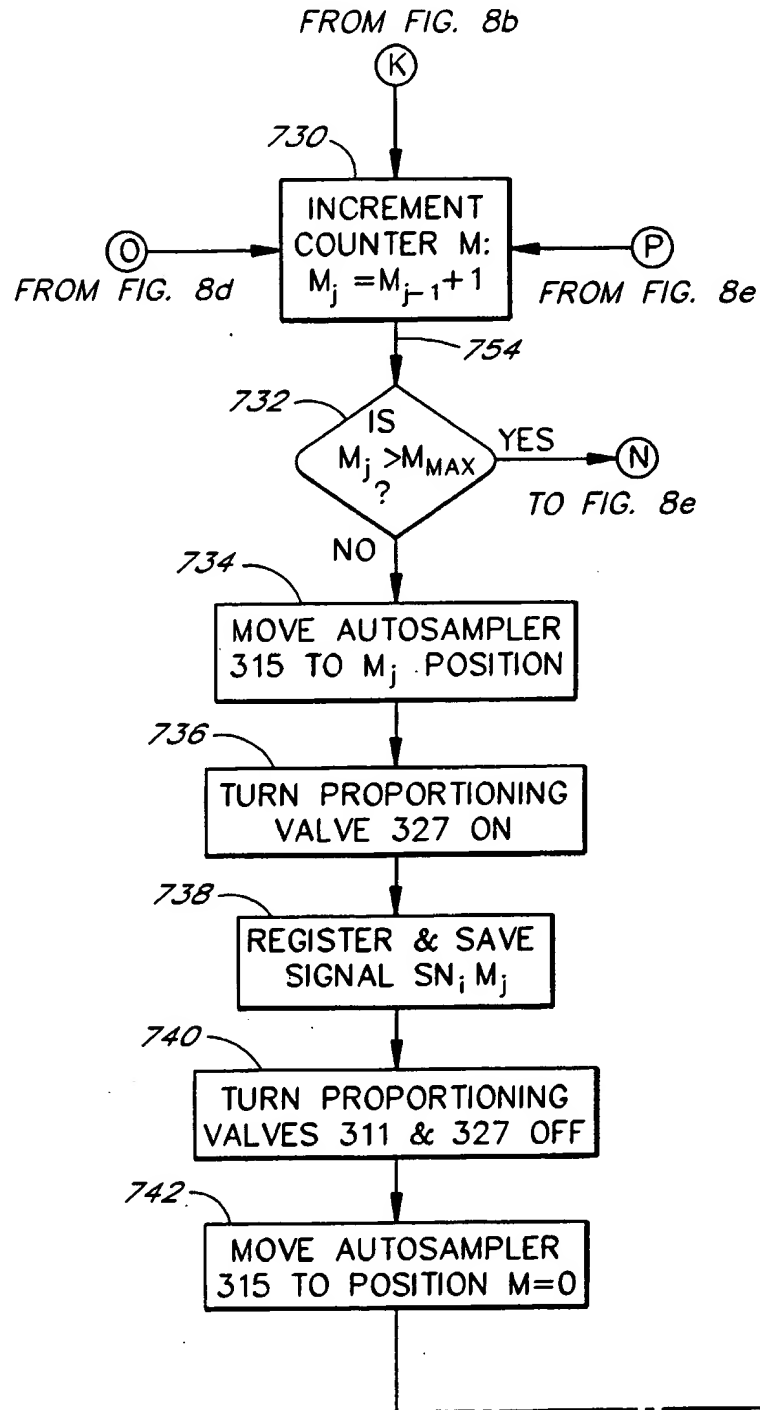 FROM FIG. 8b
K
730
INCREMENT
COUNTER M:
M_j = M_{j-1} + 1
O
FROM FIG. 8d
P
FROM FIG. 8e
754
732
IS
M_j > M_MAX
?
YES
N
TO FIG. 8e
NO
734
MOVE AUTOSAMPLER
315 TO M_j POSITION
736
TURN PROPORTIONING
VALVE 327 ON
738
REGISTER & SAVE
SIGNAL SN_i M_j
740
TURN PROPORTIONING
VALVES 311 & 327 OFF
742
MOVE AUTOSAMPLER
315 TO POSITION M=0